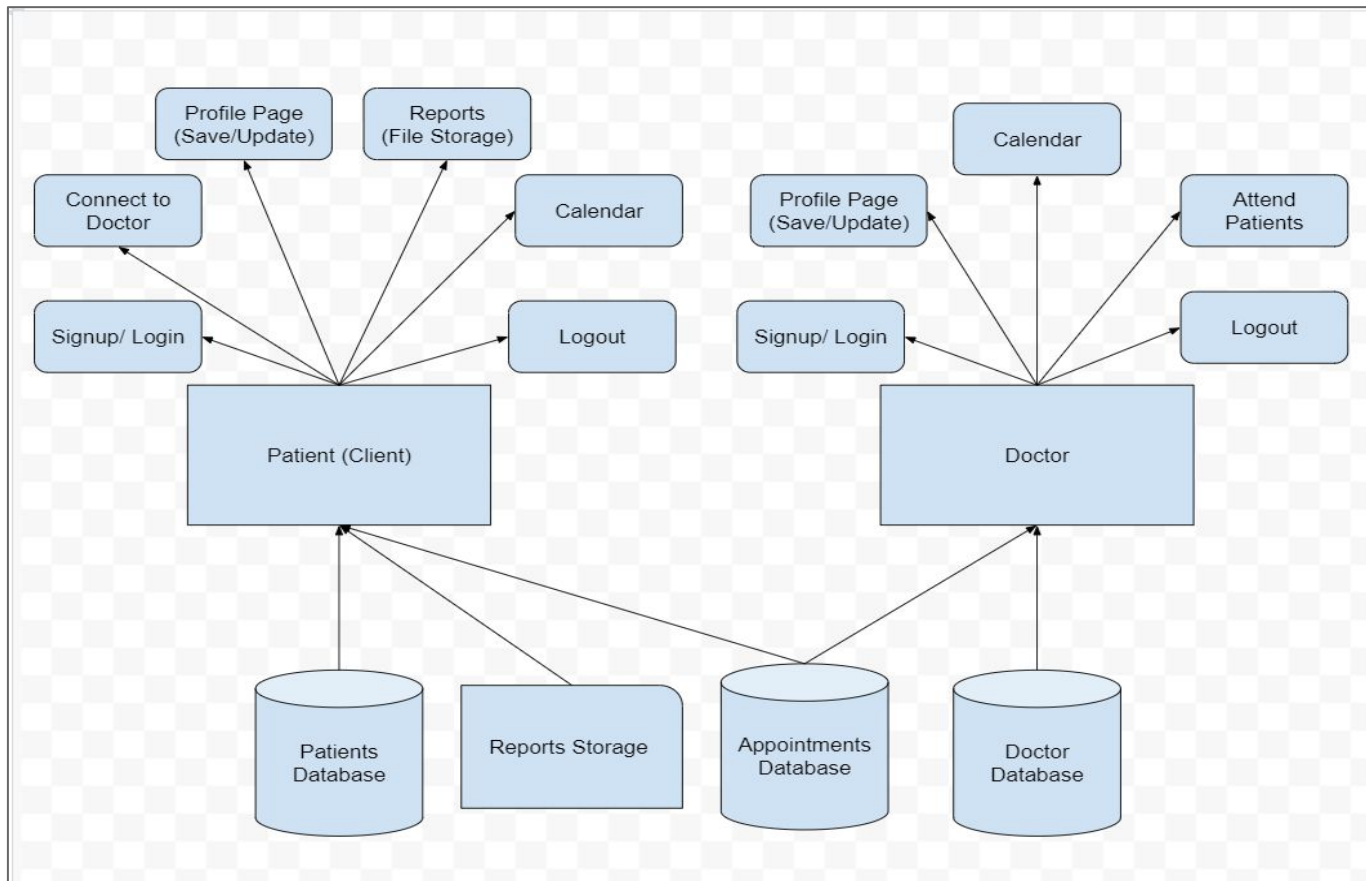 Profile Page
(Save/Update)
Reports
(File Storage)
Calendar
Connect to
Doctor
Calendar
Profile Page
(Save/Update)
Attend
Patients
Signup/ Login
Logout
Signup/ Login
Logout
Patient (Client)
Doctor
Patients
Database
Reports Storage
Appointments
Database
Doctor
Database